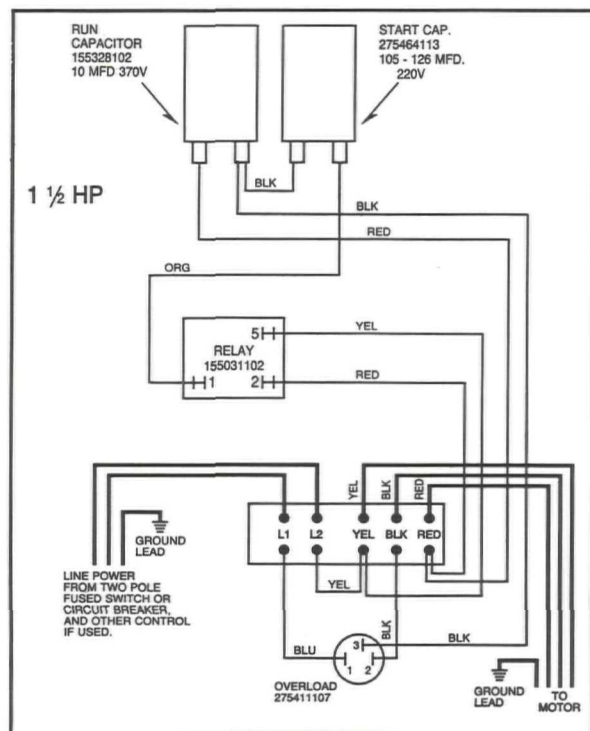 RUN
CAPACITOR
155328102
10 MFD 370V
START CAP.
275464113
105 - 126 MFD.
220V
BLK
1 ½ HP
BLK
RED
ORG
5
YEL
RELAY
155031102
1
2
RED
YEL
BLK
RED
L1
L2
YEL
BLK
RED
GROUND
LEAD
LINE POWER
FROM TWO POLE
FUSED SWITCH OR
CIRCUIT BREAKER,
AND OTHER CONTROL
IF USED.
YEL
BLK
BLU
3
1
2
BLK
OVERLOAD
275411107
GROUND
LEAD
TO
MOTOR